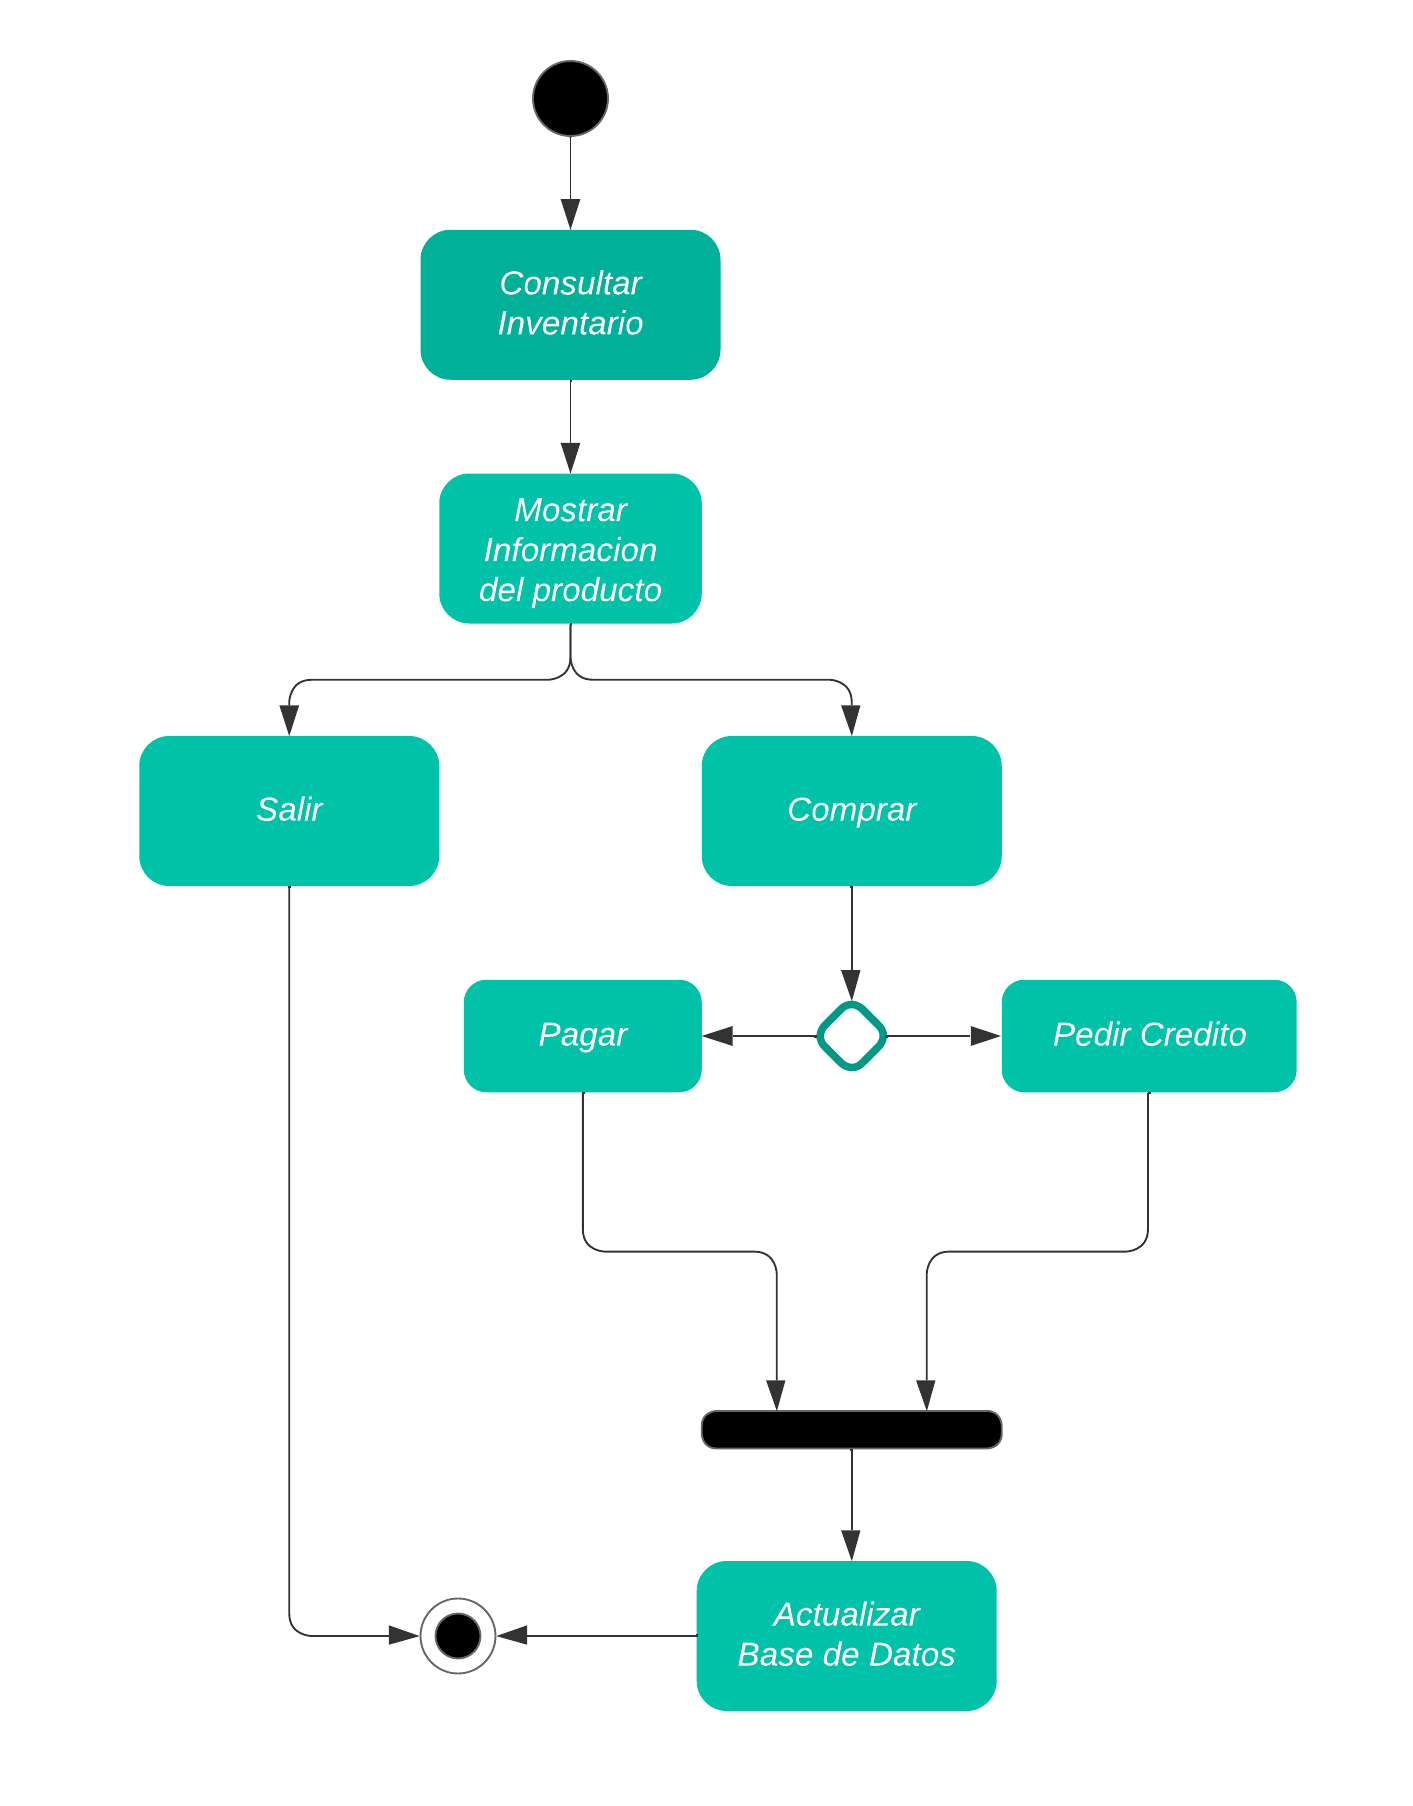 Consultar
Inventario
Mostrar
Informacion
del producto
Salir
Comprar
Pagar
Pedir Credito
Actualizar
Base de Datos